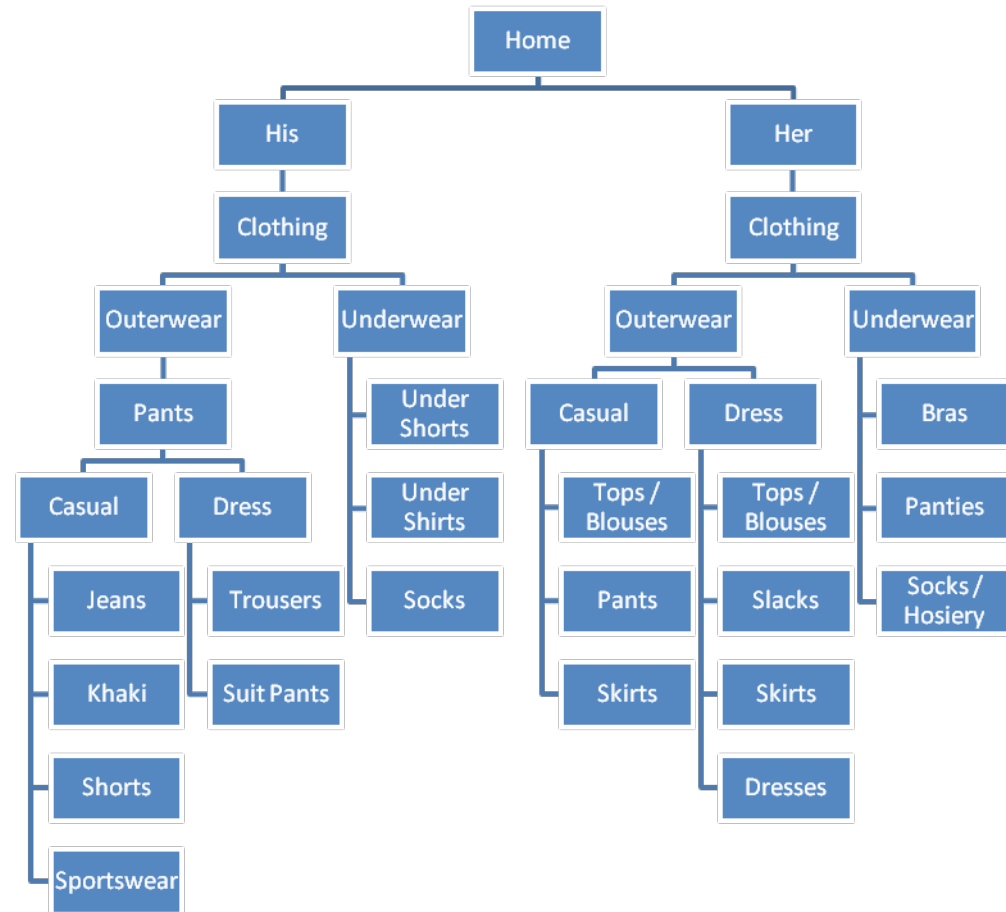 Home
His
Her
Clothing
Clothing
Outerwear
Underwear
Outerwear
Underwear
Pants
Under
Shorts
Casual
Dress
Bras
Casual
Dress
Under
Shirts
Tops /
Blouses
Tops /
Blouses
Panties
Jeans
Trousers
Socks
Pants
Slacks
Socks /
Hosiery
Khaki
Suit Pants
Skirts
Skirts
Shorts
Dresses
Sportswear